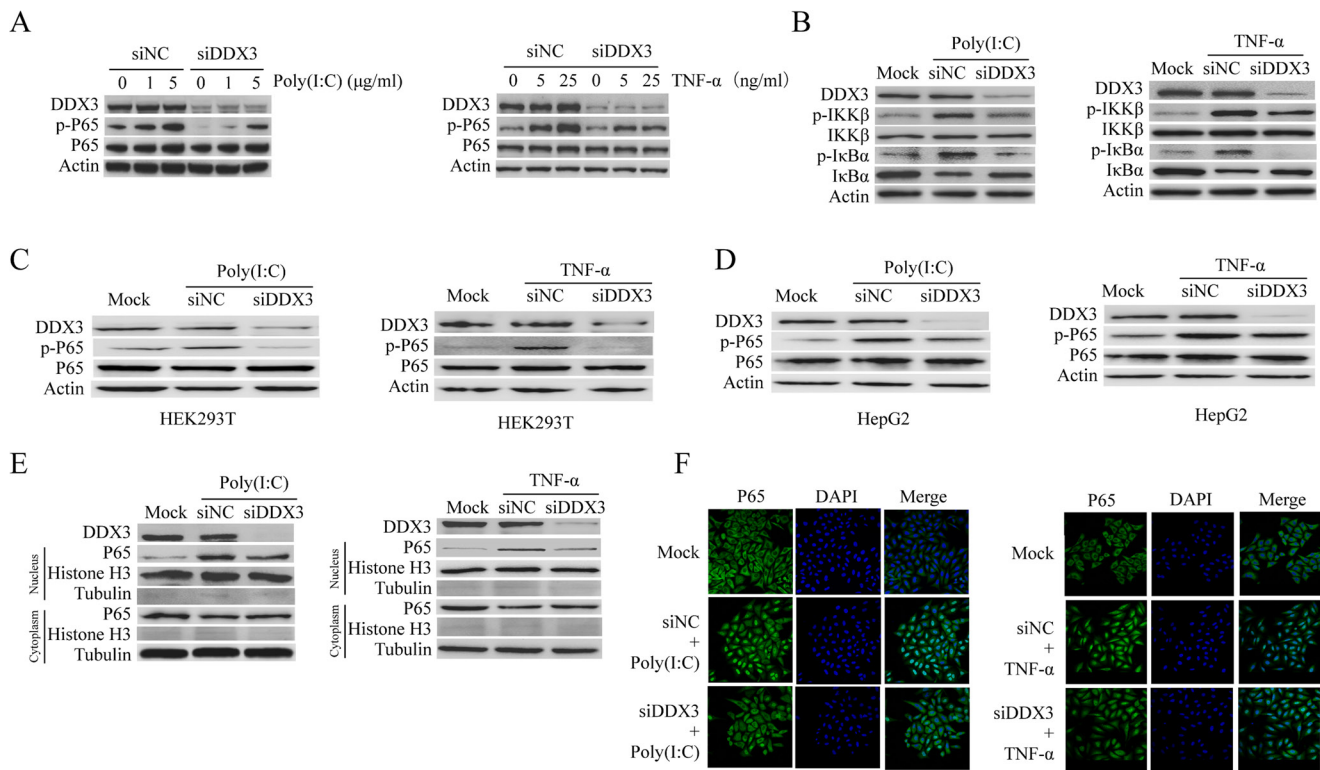 A
siNC siDDX3
0 1 5 0 1 5 Poly(I:C) (μg/ml)
DDX3
p-P65
P65
Actin
siNC siDDX3
0 5 25 0 5 25 TNF-α (ng/ml)
DDX3
p-P65
P65
Actin
B
Poly(I:C)
Mock siNC siDDX3
DDX3
p-IKKβ
IKKβ
p-IκBα
IκBα
Actin
TNF-α
Mock siNC siDDX3
DDX3
p-IKKβ
IKKβ
p-IκBα
IκBα
Actin
C
Poly(I:C)
Mock siNC siDDX3
DDX3
p-P65
P65
Actin
HEK293T
TNF-α
Mock siNC siDDX3
DDX3
p-P65
P65
Actin
HEK293T
D
Poly(I:C)
Mock siNC siDDX3
DDX3
p-P65
P65
Actin
HepG2
TNF-α
Mock siNC siDDX3
DDX3
p-P65
P65
Actin
HepG2
E
Poly(I:C)
Mock siNC siDDX3
DDX3
Nucleus
P65
Histone H3
Tubulin
Cytoplasm
P65
Histone H3
Tubulin
TNF-α
Mock siNC siDDX3
DDX3
Nucleus
P65
Histone H3
Tubulin
Cytoplasm
P65
Histone H3
Tubulin
F
P65 DAPI Merge
Mock
siNC
+
Poly(I:C)
siDDX3
+
Poly(I:C)
P65 DAPI Merge
Mock
siNC
+
TNF-α
siDDX3
+
TNF-α